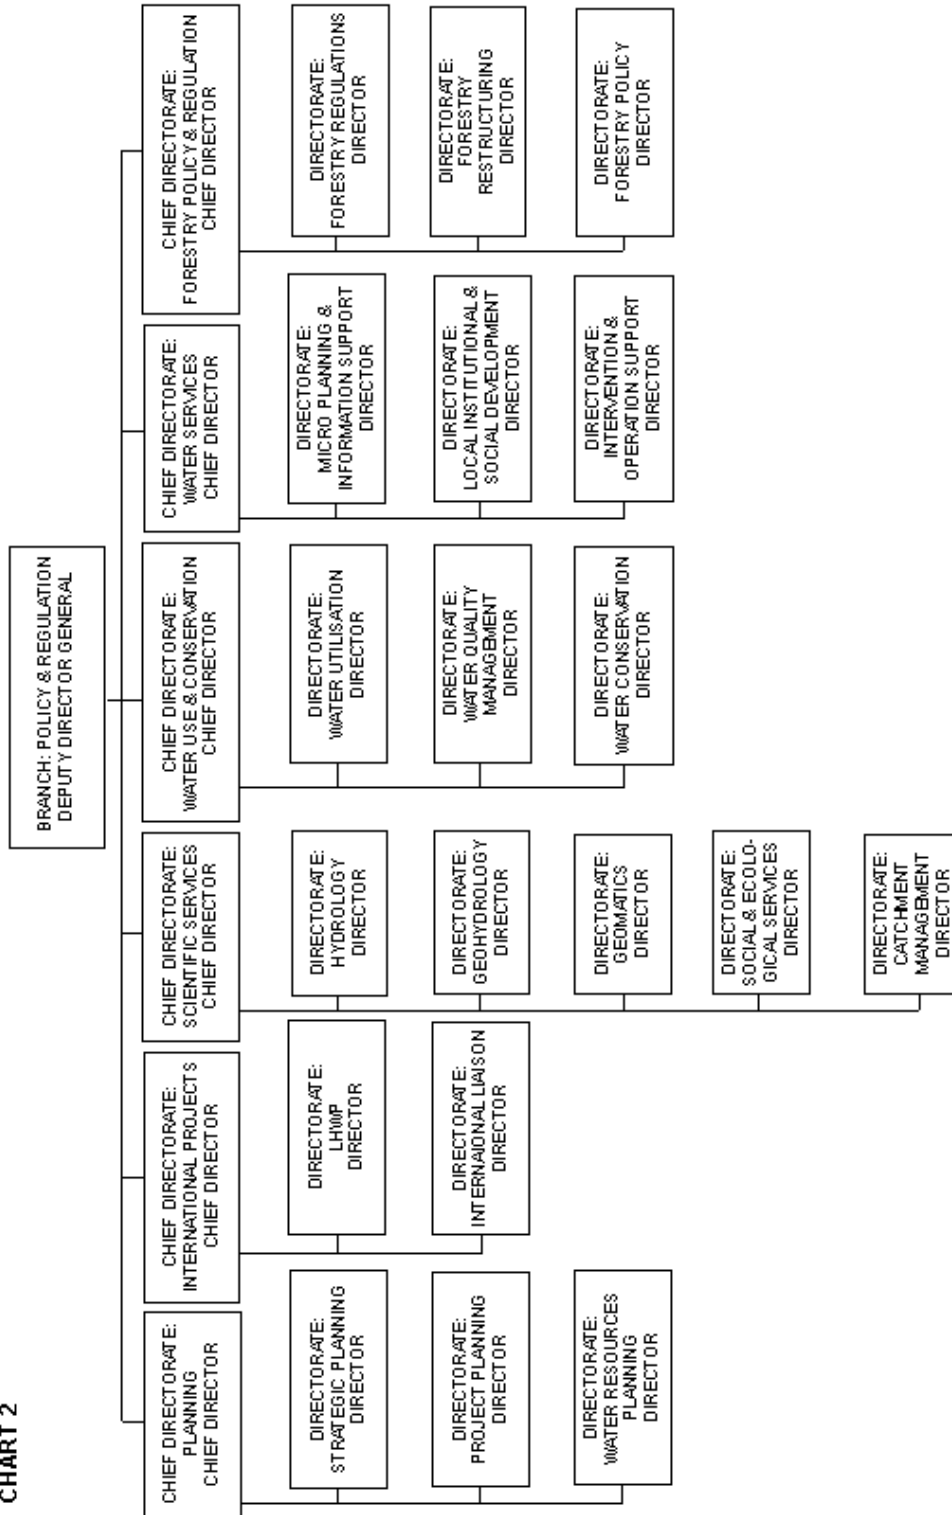 CHART 2
BRANCH: POLICY & REGULATION
DEPUTY DIRECTOR GENERAL
CHIEF DIRECTORATE:
PLANNING
CHIEF DIRECTOR
DIRECTORATE:
STRATEGIC PLANNING
DIRECTOR
DIRECTORATE:
PROJECT PLANNING
DIRECTOR
DIRECTORATE:
WATER RESOURCES
PLANNING
DIRECTOR
CHIEF DIRECTORATE:
INTERNATIONAL PROJECTS
CHIEF DIRECTOR
DIRECTORATE:
LHWP
DIRECTOR
DIRECTORATE:
INTERNAIONAL LIAISON
DIRECTOR
CHIEF DIRECTORATE:
SCIENTIFIC SERVICES
CHIEF DIRECTOR
DIRECTORATE:
HYDROLOGY
DIRECTOR
DIRECTORATE:
GEOHYDROLOGY
DIRECTOR
DIRECTORATE:
GEOMATICS
DIRECTOR
DIRECTORATE:
SOCIAL & ECOLO-
GICAL SERVICES
DIRECTOR
DIRECTORATE:
CATCHMENT
MANAGEMENT
DIRECTOR
CHIEF DIRECTORATE:
WATER USE & CONSERVATION
CHIEF DIRECTOR
DIRECTORATE:
WATER UTILISATION
DIRECTOR
DIRECTORATE:
WATER QUALITY
MANAGEMENT
DIRECTOR
DIRECTORATE:
WATER CONSERVATION
DIRECTOR
CHIEF DIRECTORATE:
WATER SERVICES
CHIEF DIRECTOR
DIRECTORATE:
MICRO PLANNING &
INFORMATION SUPPORT
DIRECTOR
DIRECTORATE:
LOCAL INSTITUTIONAL &
SOCIAL DEVELOPMENT
DIRECTOR
DIRECTORATE:
INTERVENTION &
OPERATION SUPPORT
DIRECTOR
CHIEF DIRECTORATE:
FORESTRY POLICY & REGULATION
CHIEF DIRECTOR
DIRECTORATE:
FORESTRY REGULATIONS
DIRECTOR
DIRECTORATE:
FORESTRY
RESTRUCTURING
DIRECTOR
DIRECTORATE:
FORESTRY POLICY
DIRECTOR